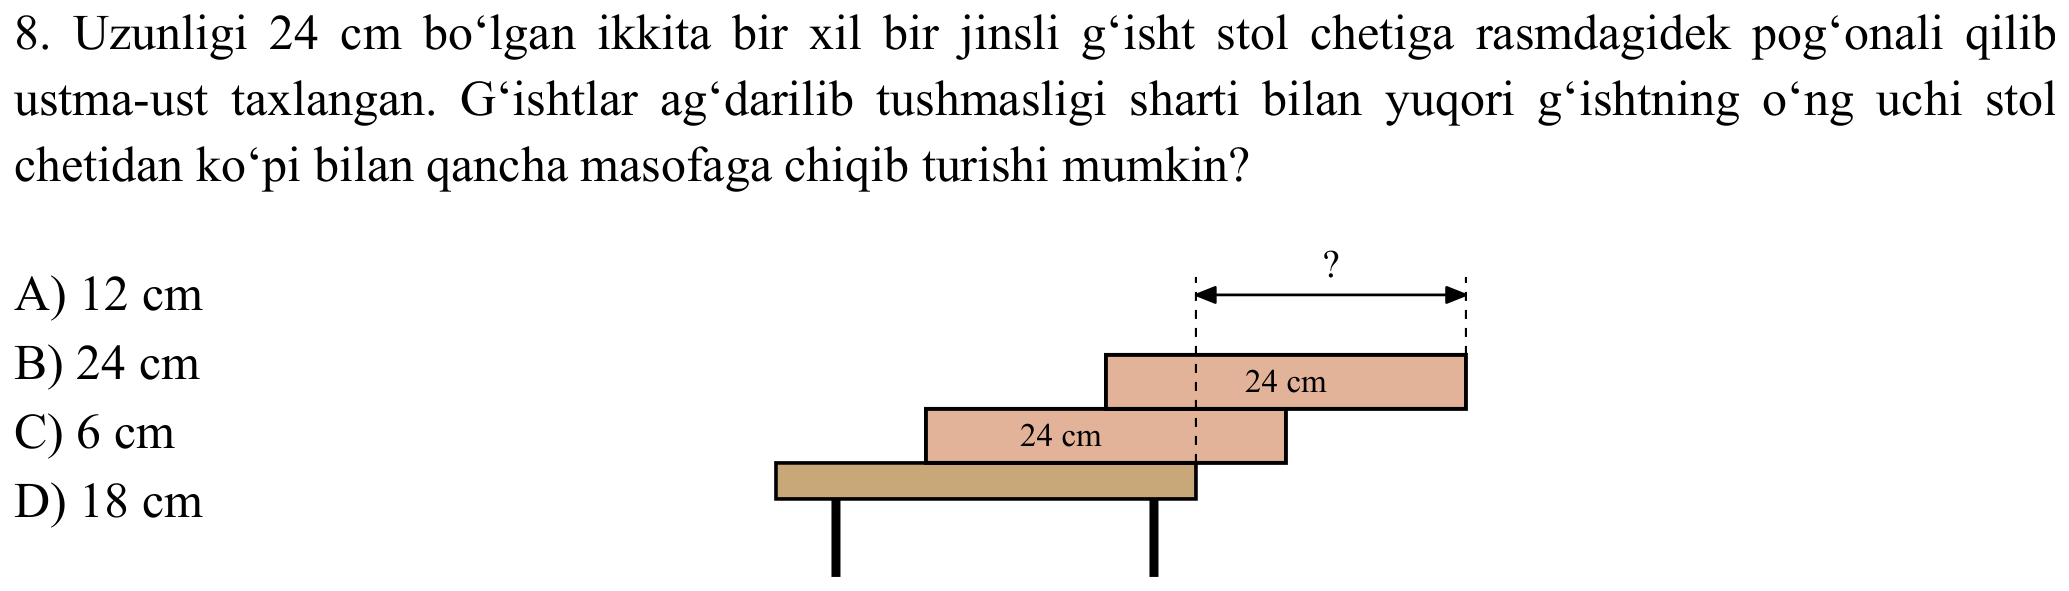 8. Uzunligi 24 cm bo‘lgan ikkita bir xil bir jinsli g‘isht stol chetiga rasmdagidek pog‘onali qilib
ustma-ust taxlangan. G‘ishtlar ag‘darilib tushmasligi sharti bilan yuqori g‘ishtning o‘ng uchi stol
chetidan ko‘pi bilan qancha masofaga chiqib turishi mumkin?
A) 12 cm
B) 24 cm
C) 6 cm
D) 18 cm
?
24 cm
24 cm